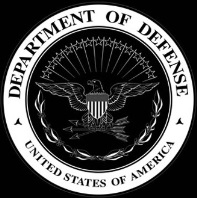 DEPARTMENT OF DEFENSE
UNITED STATES OF AMERICA